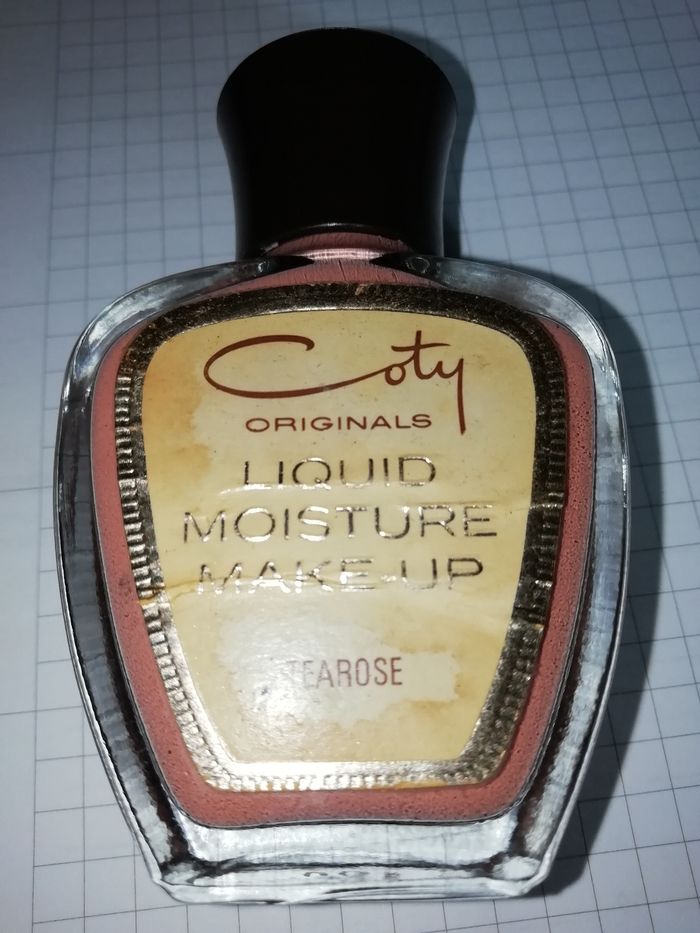 Coty
ORIGINALS
LIQUID
MOISTURE
MAKE-UP
TEAROSE